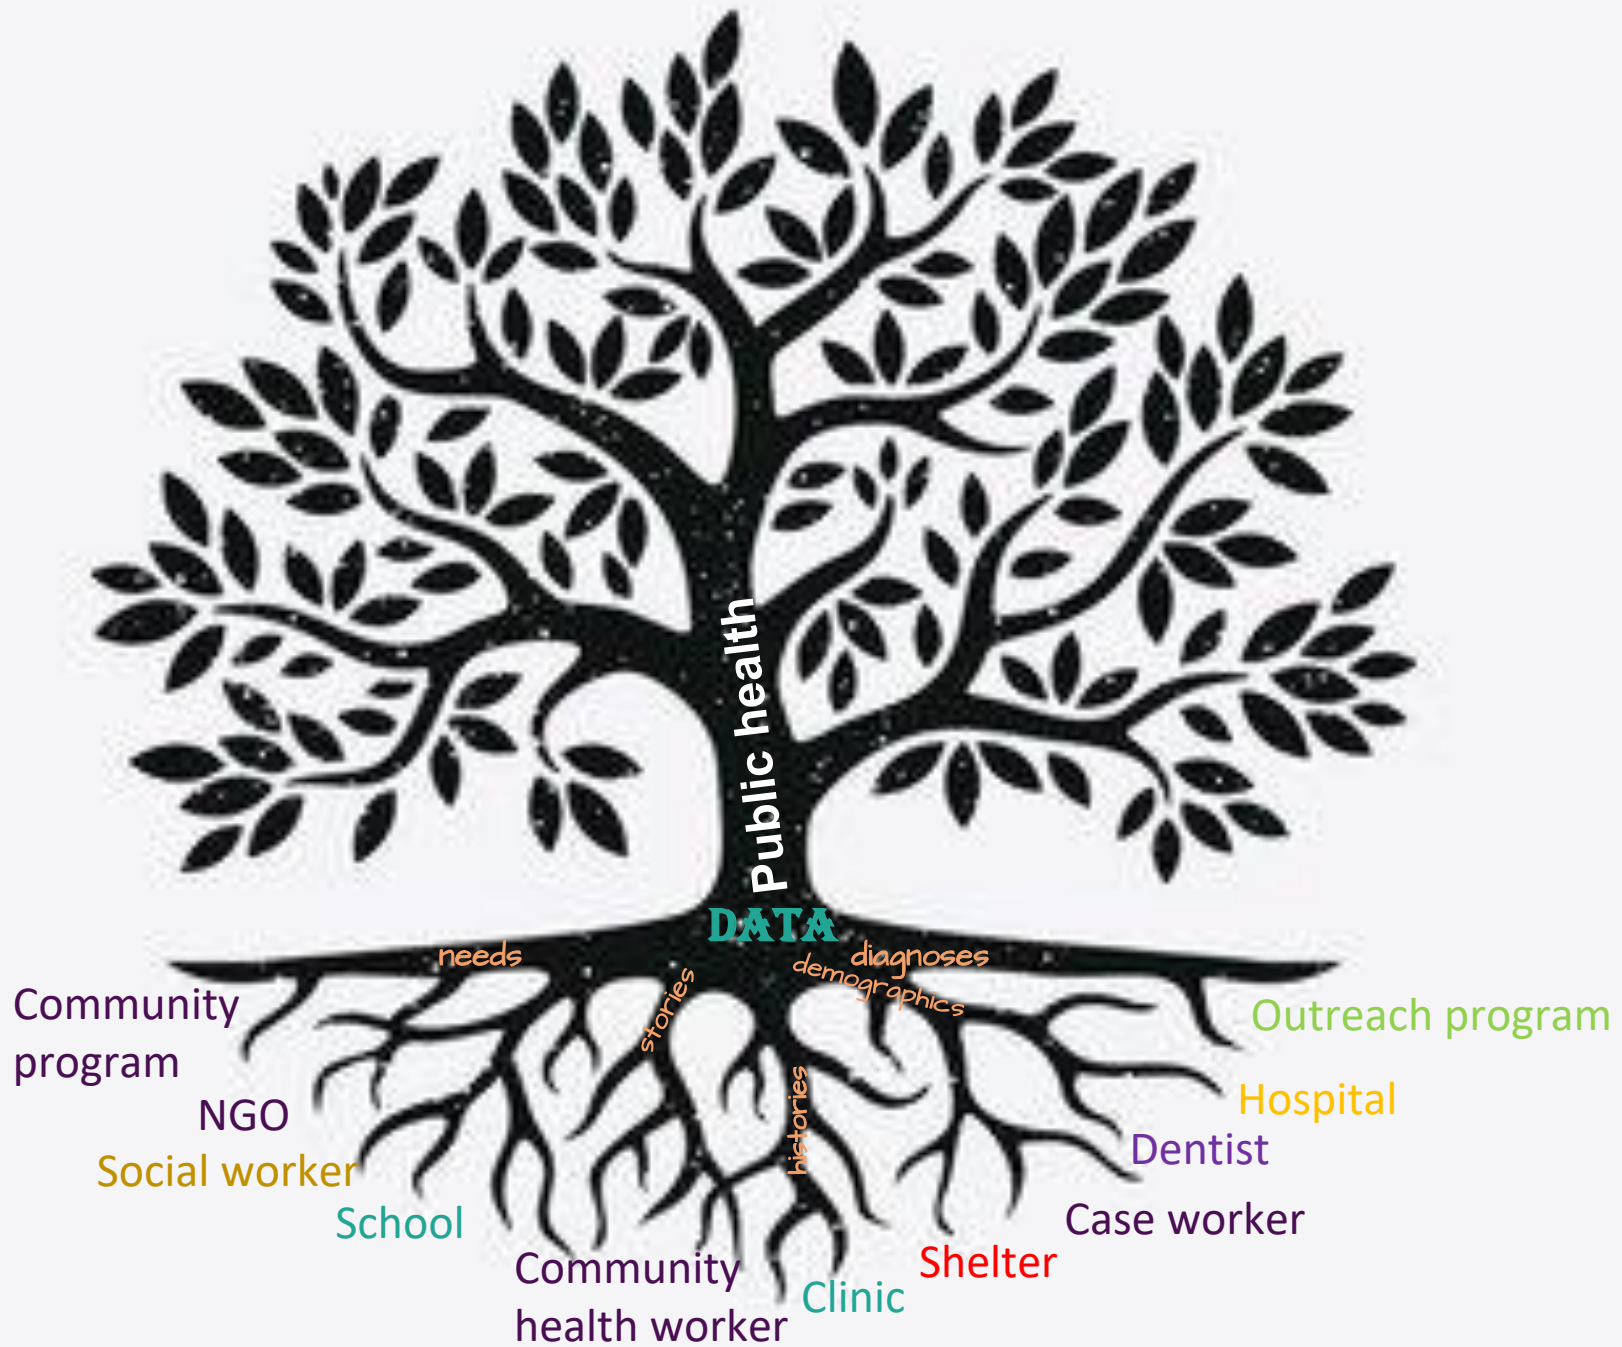 Public health
DATA
needs
diagnoses
demographics
stories
histories
Community
program
NGO
Social worker
School
Community
health worker
Clinic
Shelter
Case worker
Dentist
Hospital
Outreach program